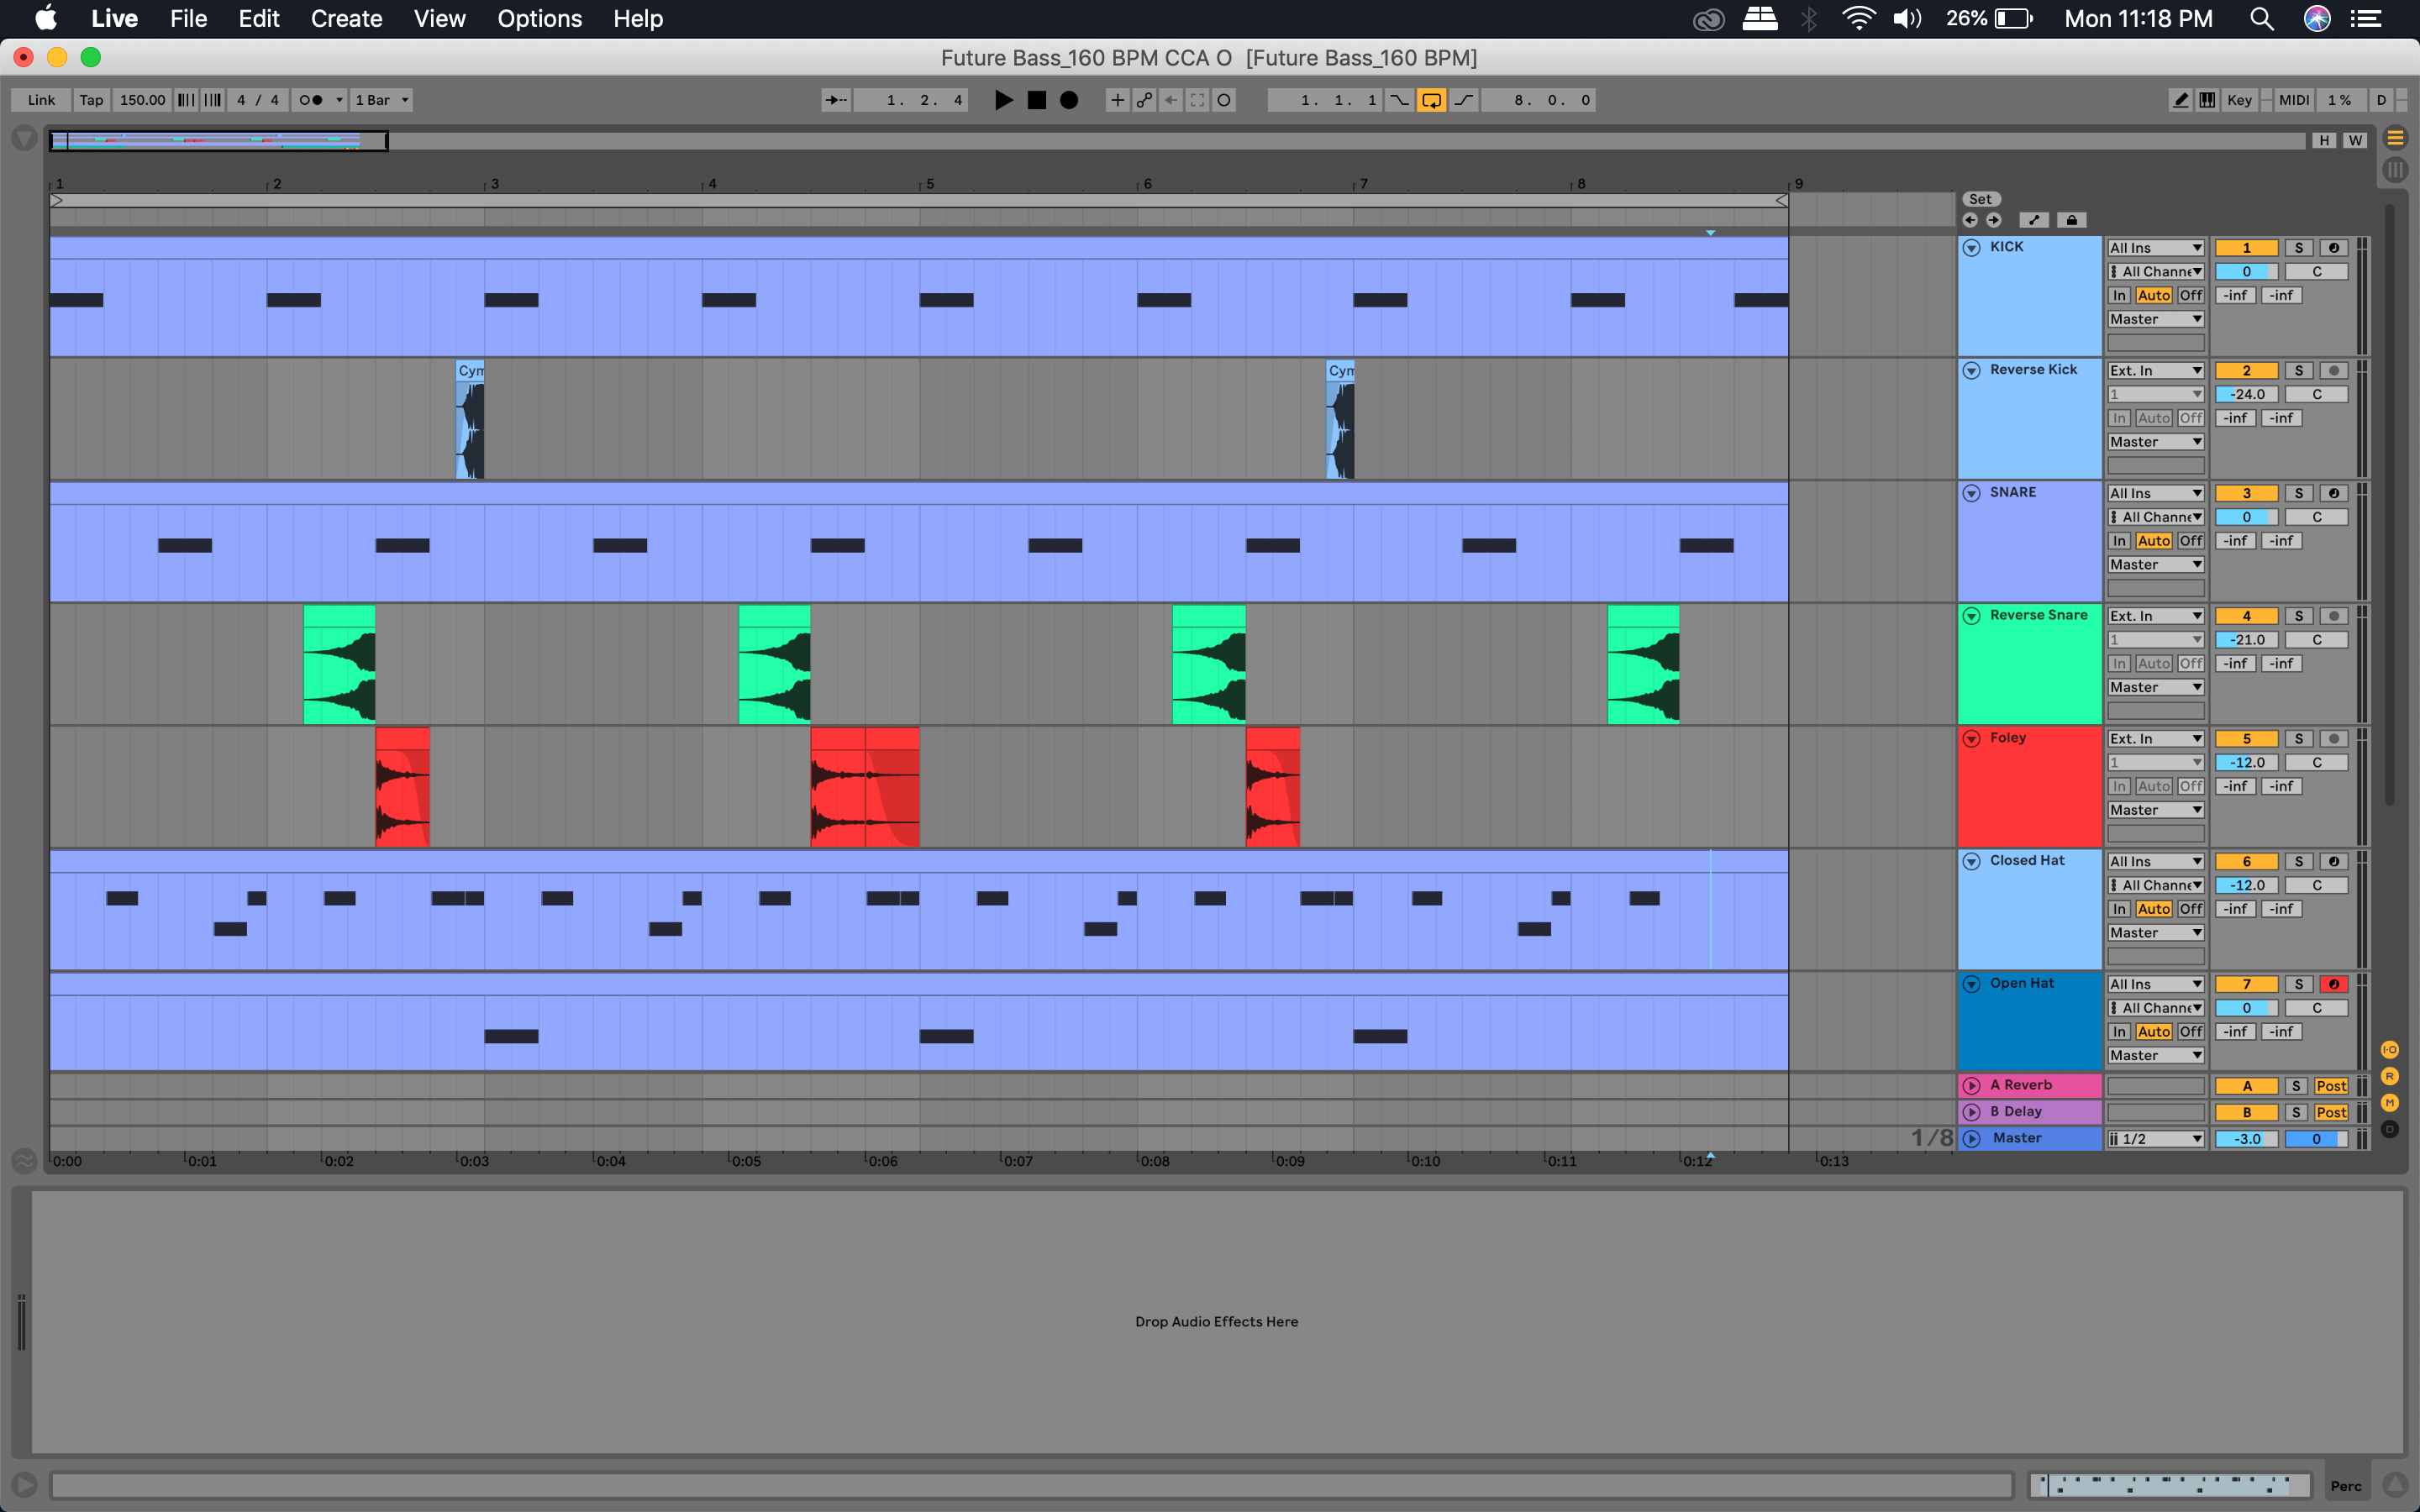 Live File Edit Create View Options Help 26% Mon 11:18 PM
Future Bass_160 BPM CCA O [Future Bass_160 BPM]
Link Tap 150.00 4 / 4 1 Bar 1. 2. 4 1. 1. 1 8. 0. 0 Key MIDI 1 % D
H W
1 2 3 4 5 6 7 8 9
Set
KICK All Ins 1 S
All Channe 0 C
In Auto Off -inf -inf
Master
Cym Cym Reverse Kick Ext. In 2 S
1 -24.0 C
In Auto Off -inf -inf
Master
SNARE All Ins 3 S
All Channe 0 C
In Auto Off -inf -inf
Master
Reverse Snare Ext. In 4 S
1 -21.0 C
In Auto Off -inf -inf
Master
Foley Ext. In 5 S
1 -12.0 C
In Auto Off -inf -inf
Master
Closed Hat All Ins 6 S
All Channe -12.0 C
In Auto Off -inf -inf
Master
Open Hat All Ins 7 S
All Channe 0 C
In Auto Off -inf -inf
Master
I·O
A Reverb A S Post
R
B Delay B S Post
M
1/8 Master 1/2 -3.0 0
D
0:00 0:01 0:02 0:03 0:04 0:05 0:06 0:07 0:08 0:09 0:10 0:11 0:12 0:13
Drop Audio Effects Here
Perc